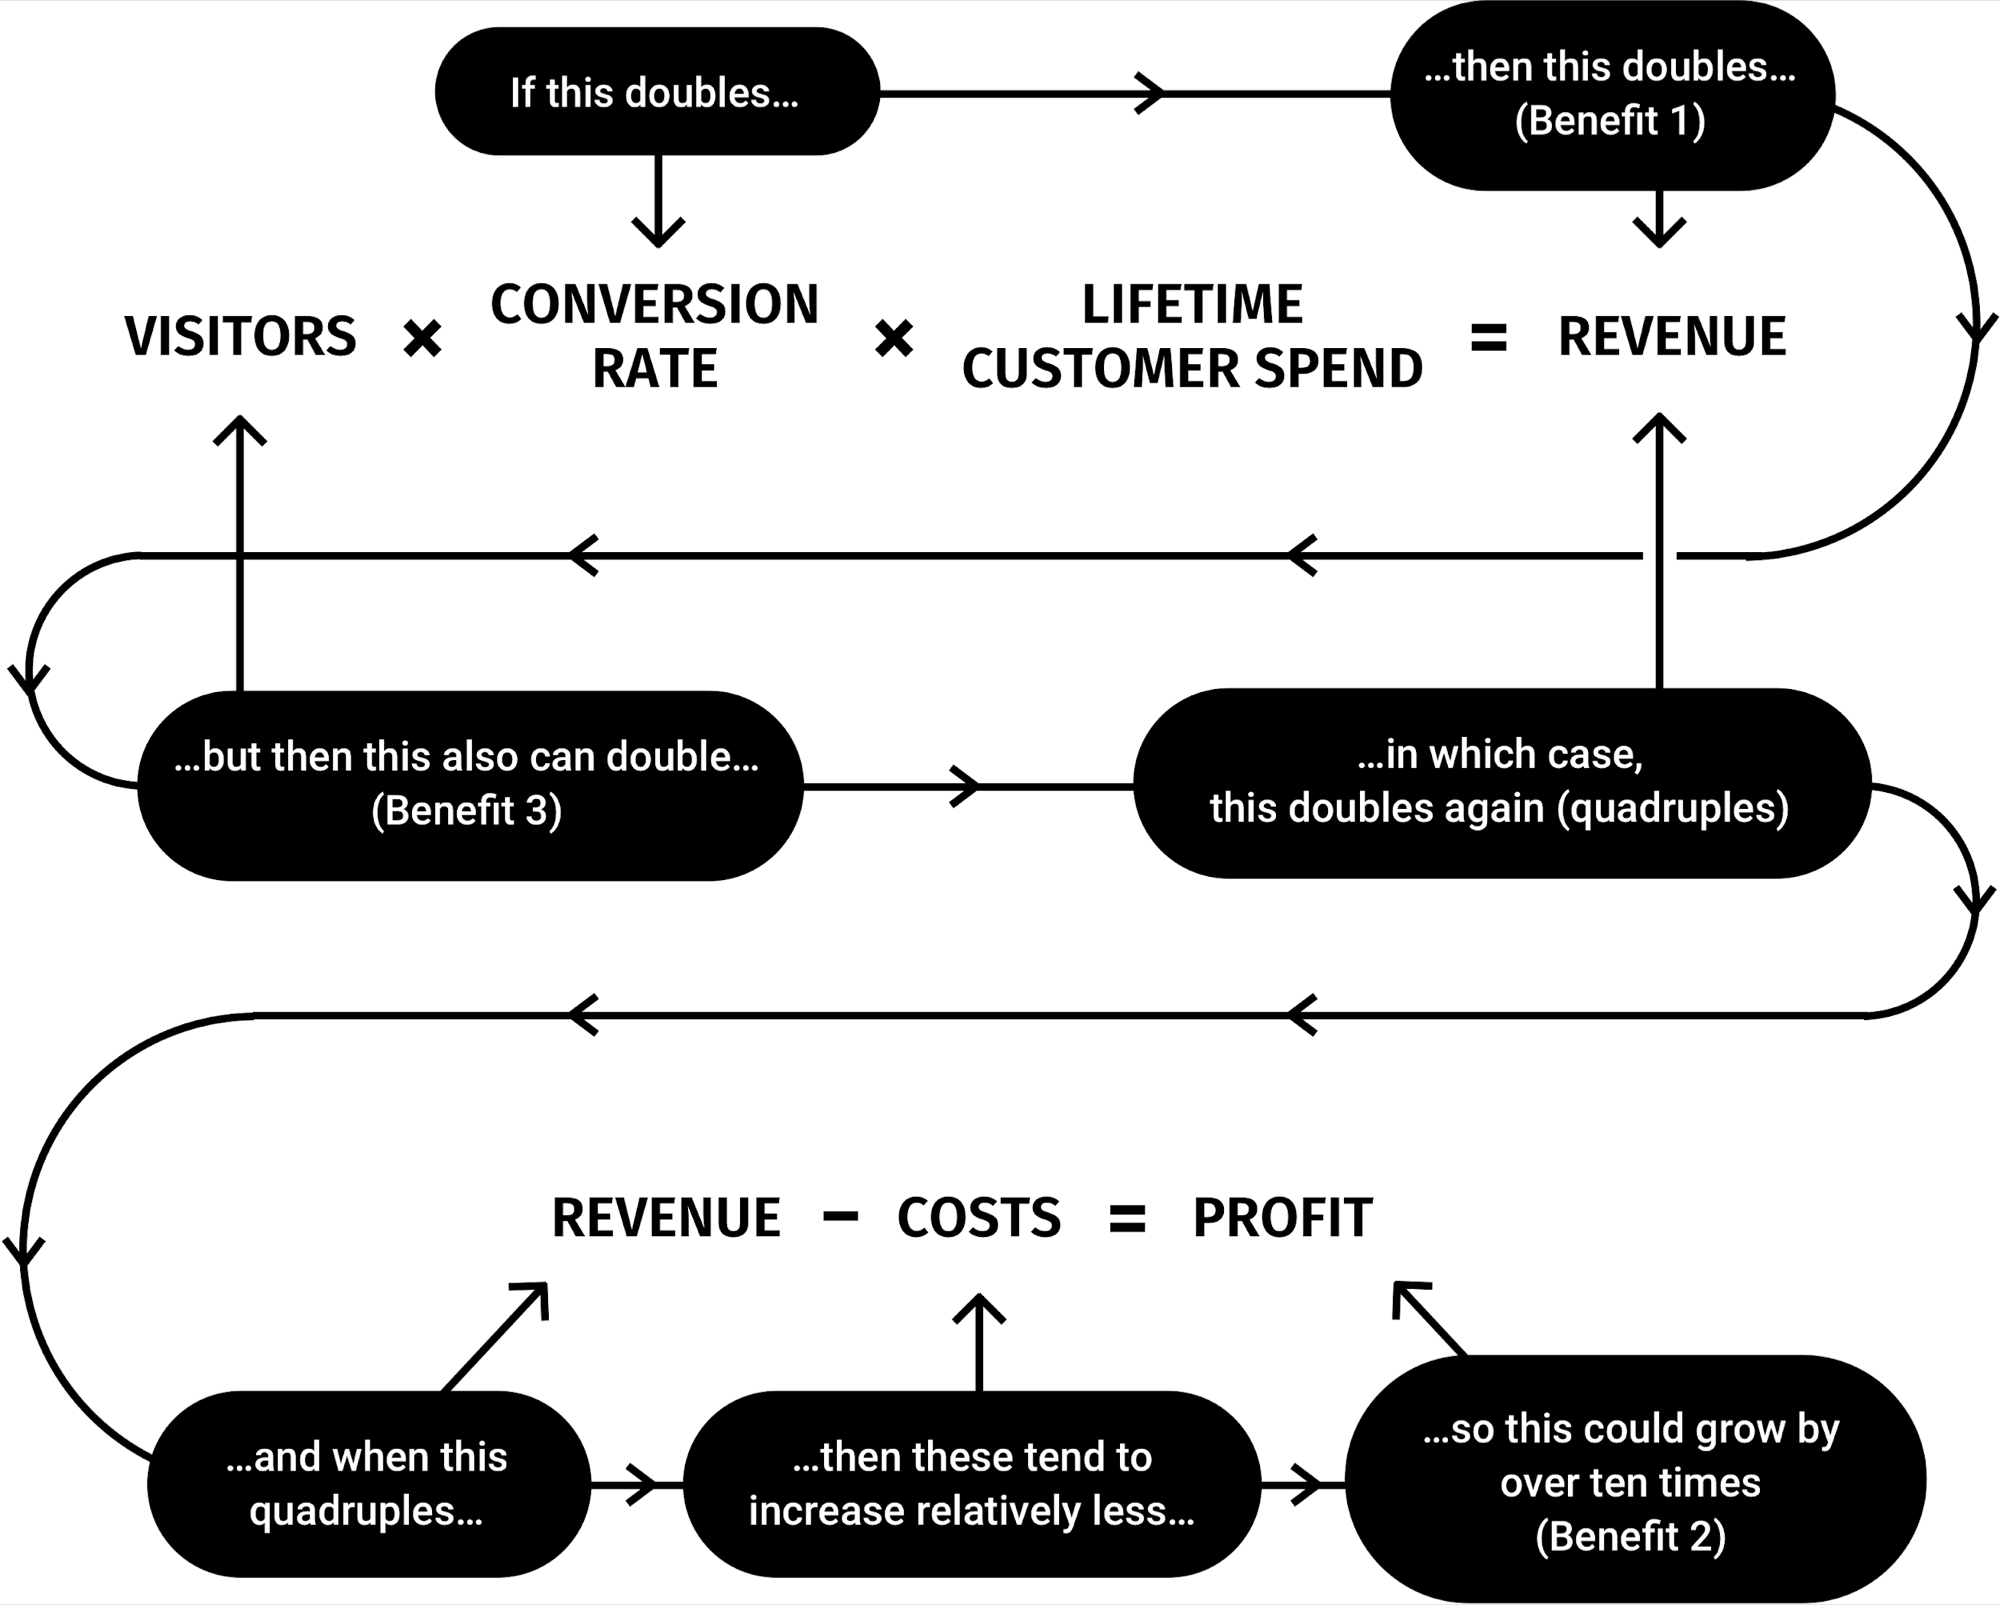 If this doubles...
...then this doubles...
(Benefit 1)
VISITORS × CONVERSION RATE × LIFETIME CUSTOMER SPEND = REVENUE
...but then this also can double...
(Benefit 3)
...in which case,
this doubles again (quadruples)
REVENUE – COSTS = PROFIT
...and when this
quadruples...
...then these tend to
increase relatively less...
...so this could grow by
over ten times
(Benefit 2)